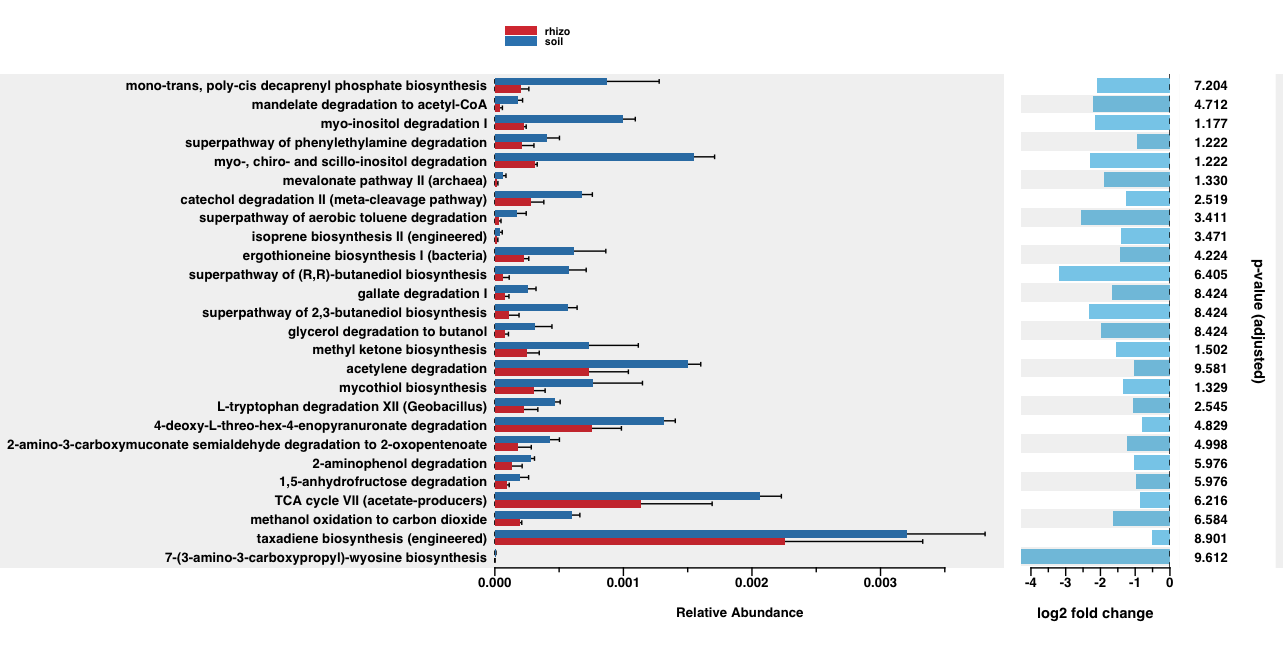 rhizo
soil
mono-trans, poly-cis decaprenyl phosphate biosynthesis 7.204
mandelate degradation to acetyl-CoA 4.712
myo-inositol degradation I 1.177
superpathway of phenylethylamine degradation 1.222
myo-, chiro- and scillo-inositol degradation 1.222
mevalonate pathway II (archaea) 1.330
catechol degradation II (meta-cleavage pathway) 2.519
superpathway of aerobic toluene degradation 3.411
isoprene biosynthesis II (engineered) 3.471
ergothioneine biosynthesis I (bacteria) 4.224
superpathway of (R,R)-butanediol biosynthesis 6.405
gallate degradation I 8.424
superpathway of 2,3-butanediol biosynthesis 8.424
glycerol degradation to butanol 8.424
methyl ketone biosynthesis 1.502
acetylene degradation 9.581
mycothiol biosynthesis 1.329
L-tryptophan degradation XII (Geobacillus) 2.545
4-deoxy-L-threo-hex-4-enopyranuronate degradation 4.829
2-amino-3-carboxymuconate semialdehyde degradation to 2-oxopentenoate 4.998
2-aminophenol degradation 5.976
1,5-anhydrofructose degradation 5.976
TCA cycle VII (acetate-producers) 6.216
methanol oxidation to carbon dioxide 6.584
taxadiene biosynthesis (engineered) 8.901
7-(3-amino-3-carboxypropyl)-wyosine biosynthesis 9.612
0.000 0.001 0.002 0.003 -4 -3 -2 -1 0
Relative Abundance log2 fold change
p-value (adjusted)